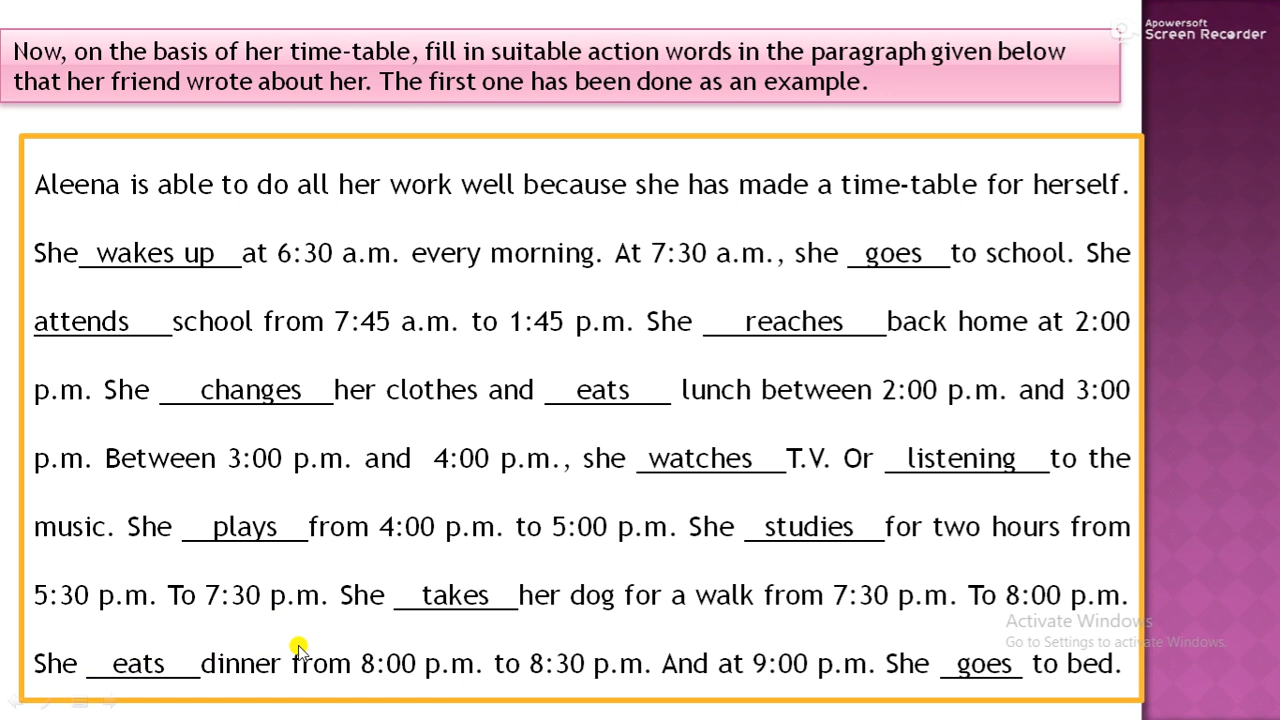 Apowersoft
Screen Recorder
Now, on the basis of her time-table, fill in suitable action words in the paragraph given below
that her friend wrote about her. The first one has been done as an example.
Aleena is able to do all her work well because she has made a time-table for herself.
She wakes up at 6:30 a.m. every morning. At 7:30 a.m., she goes to school. She
attends school from 7:45 a.m. to 1:45 p.m. She reaches back home at 2:00
p.m. She changes her clothes and eats lunch between 2:00 p.m. and 3:00
p.m. Between 3:00 p.m. and 4:00 p.m., she watches T.V. Or listening to the
music. She plays from 4:00 p.m. to 5:00 p.m. She studies for two hours from
5:30 p.m. To 7:30 p.m. She takes her dog for a walk from 7:30 p.m. To 8:00 p.m.
She eats dinner from 8:00 p.m. to 8:30 p.m. And at 9:00 p.m. She goes to bed.
Activate Windows
Go to Settings to activate Windows.